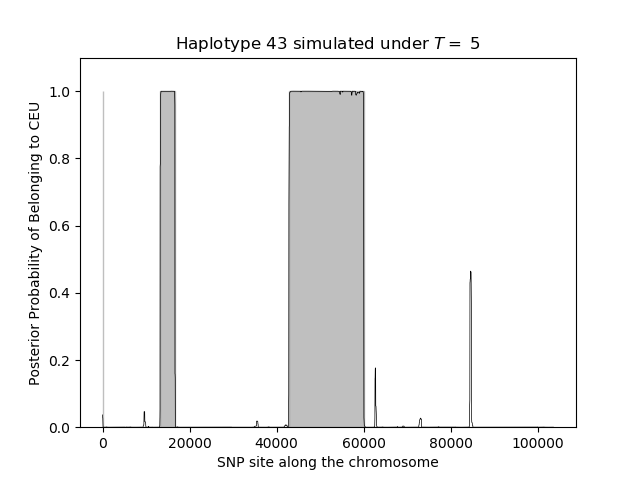 Haplotype 43 simulated under T = 5
Posterior Probability of Belonging to CEU
1.0
0.8
0.6
0.4
0.2
0.0
0 20000 40000 60000 80000 100000
SNP site along the chromosome